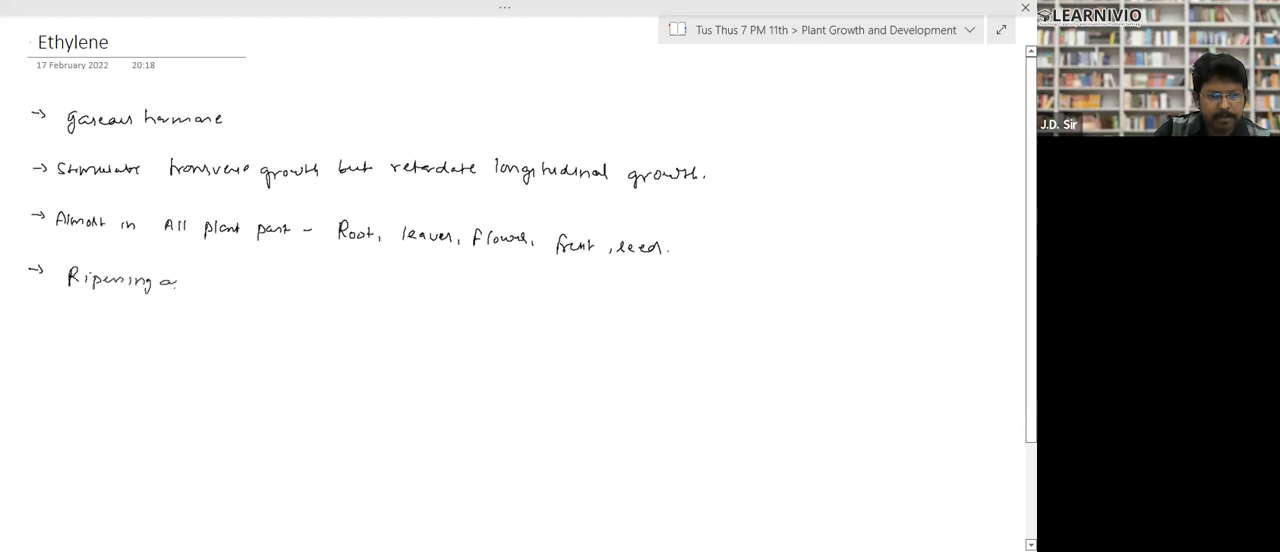 ...
LEARNIVIO
Tus Thus 7 PM 11th > Plant Growth and Development
Ethylene
17 February 2022 20:18
J.D. Sir
→ gaseous hormone
→ Stimulate transverse growth but retardate longitudinal growth.
→ Almost in All plant part - Root, leaves, flower, fruit, seed.
→ Ripening a